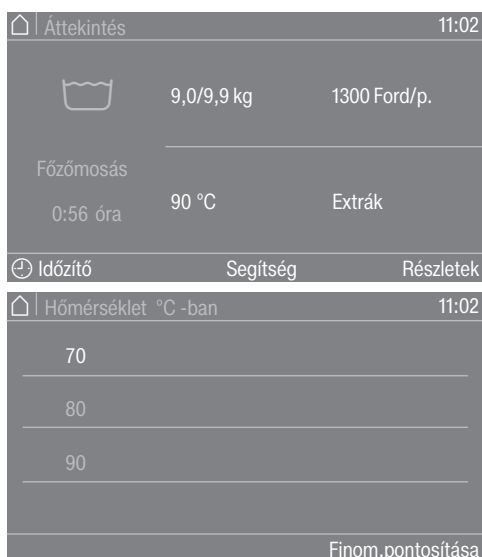 Áttekintés 11:02
9,0/9,9 kg 1300 Ford/p.
Főzőmosás
0:56 óra
90 °C Extrák
Időzítő Segítség Részletek
Hőmérséklet °C -ban 11:02
70
80
90
Finom.pontosítása